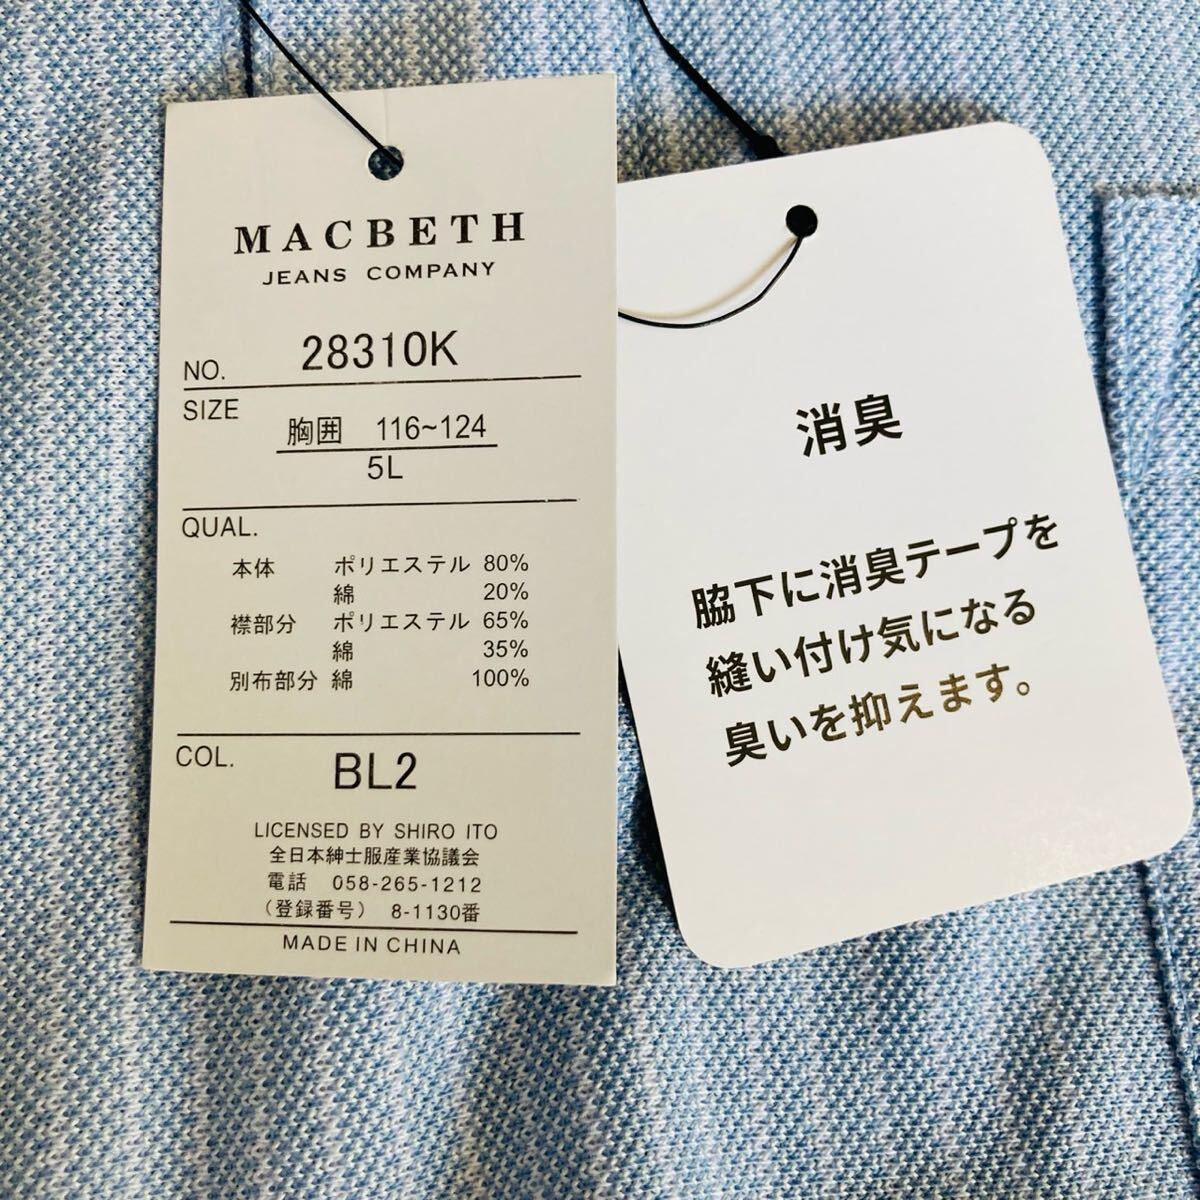 MACBETH
JEANS COMPANY
NO. 28310K
SIZE
胸囲 116~124
5L
QUAL.
本体 ポリエステル 80%
綿 20%
襟部分 ポリエステル 65%
綿 35%
別布部分 綿 100%
COL. BL2
LICENSED BY SHIRO ITO
全日本紳士服産業協議会
電話 058-265-1212
（登録番号） 8-1130番
MADE IN CHINA
消臭
脇下に消臭テープを
縫い付け気になる
臭いを抑えます。